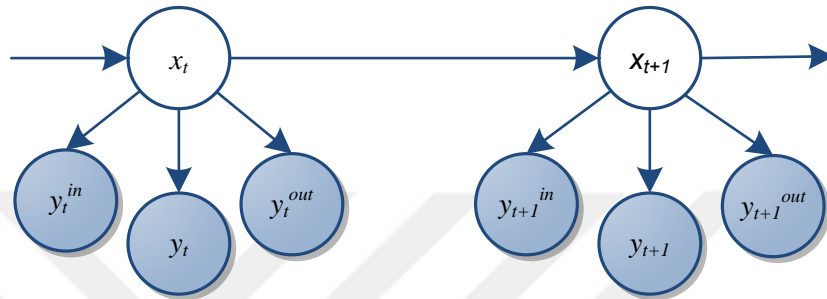 x_t
x_{t+1}
y_t^{in}
y_t
y_t^{out}
y_{t+1}^{in}
y_{t+1}
y_{t+1}^{out}